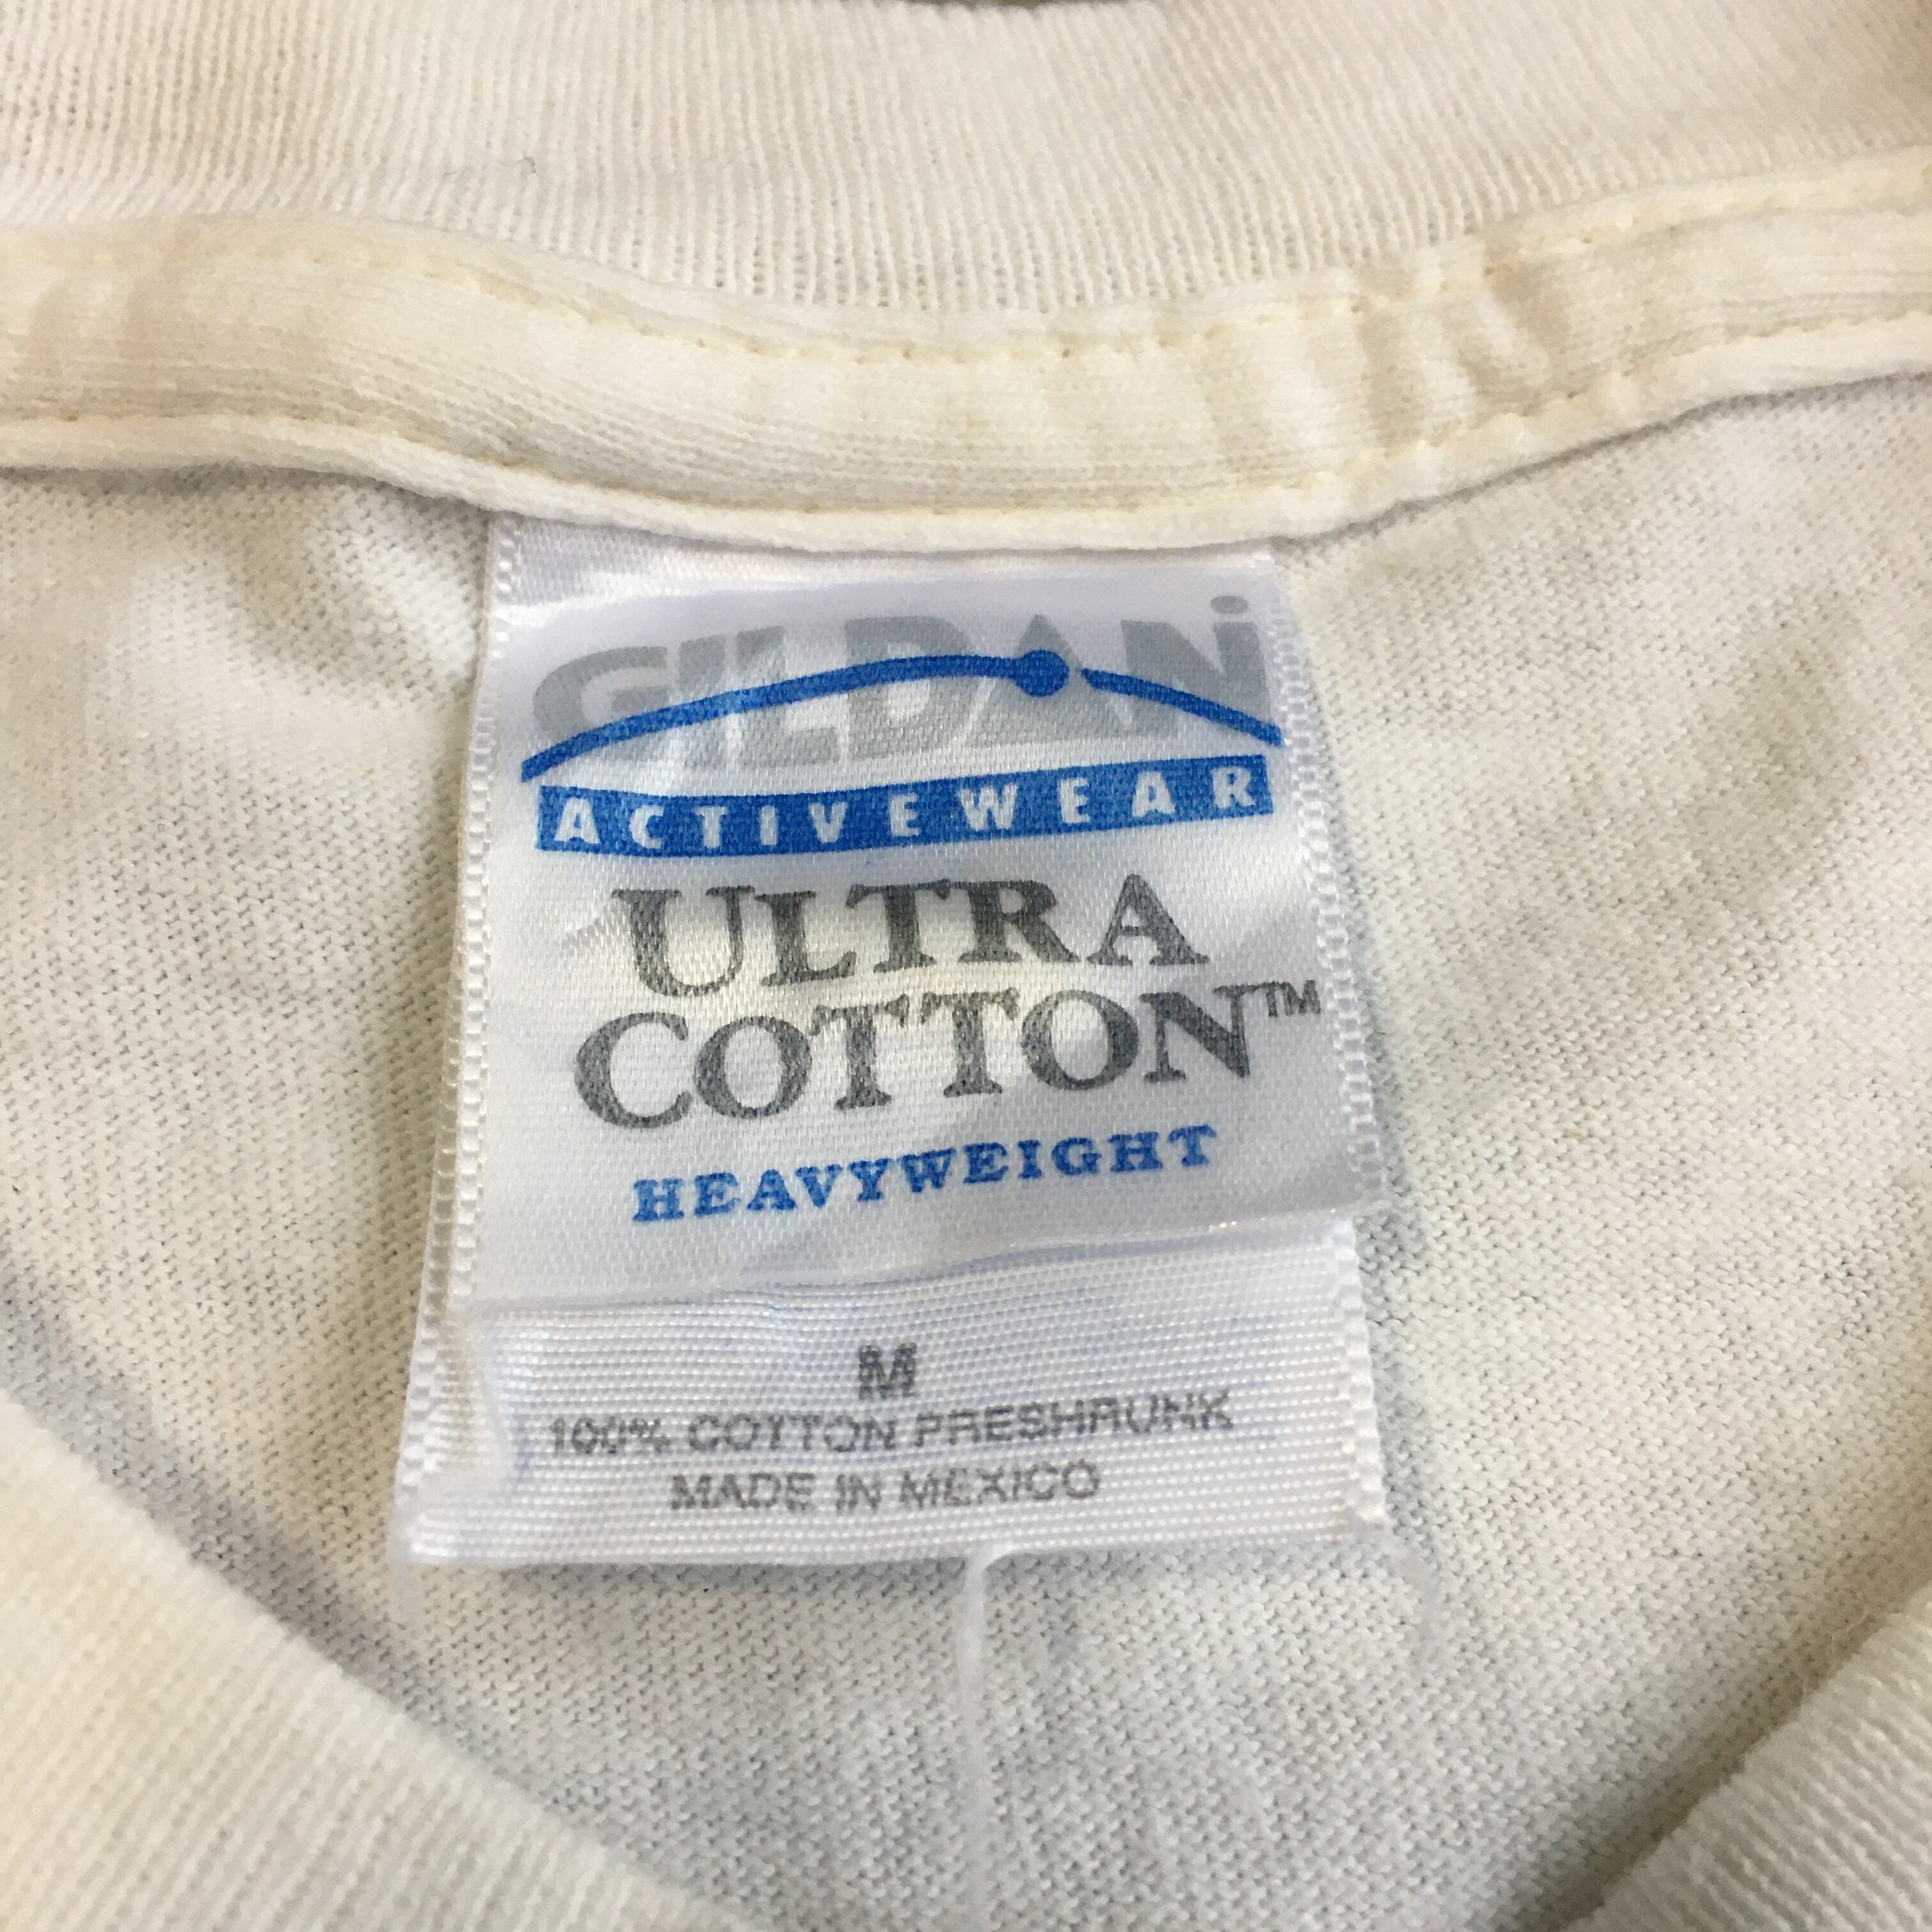 GILDAN
ACTIVEWEAR
ULTRA
COTTON™
HEAVYWEIGHT
M
100% COTTON PRESHRUNK
MADE IN MEXICO